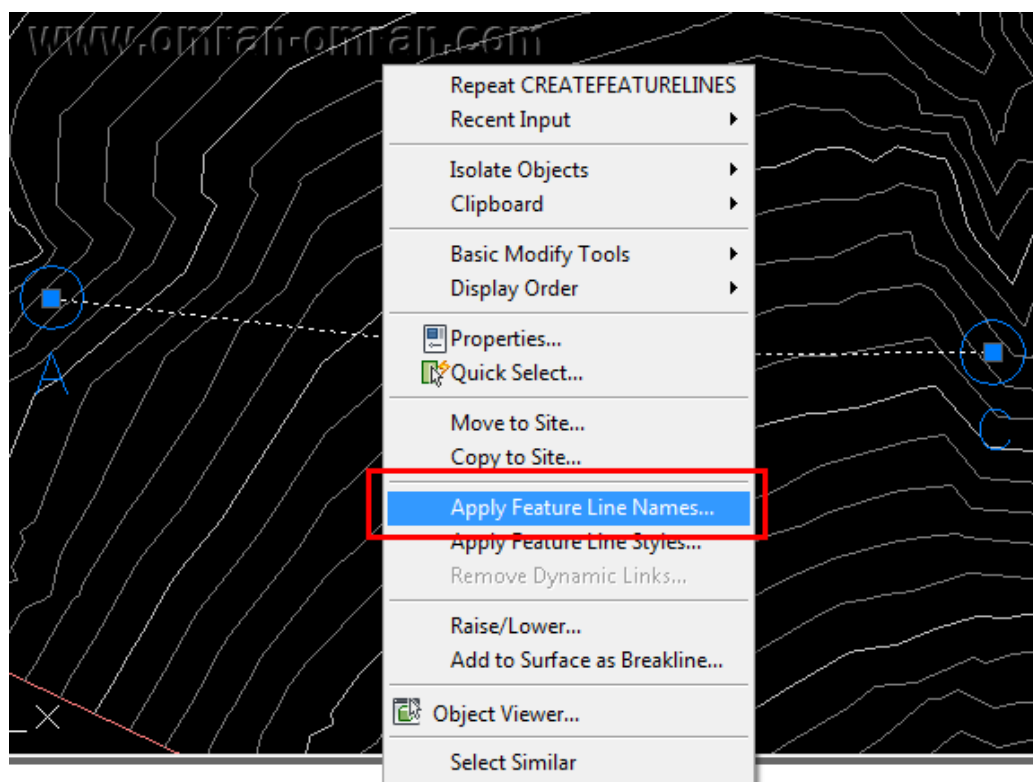 www.omran-omran.com
Repeat CREATEFEATURELINES
Recent Input
Isolate Objects
Clipboard
Basic Modify Tools
Display Order
Properties...
Quick Select...
Move to Site...
Copy to Site...
Apply Feature Line Names...
Apply Feature Line Styles...
Remove Dynamic Links...
Raise/Lower...
Add to Surface as Breakline...
Object Viewer...
Select Similar
A
C
X